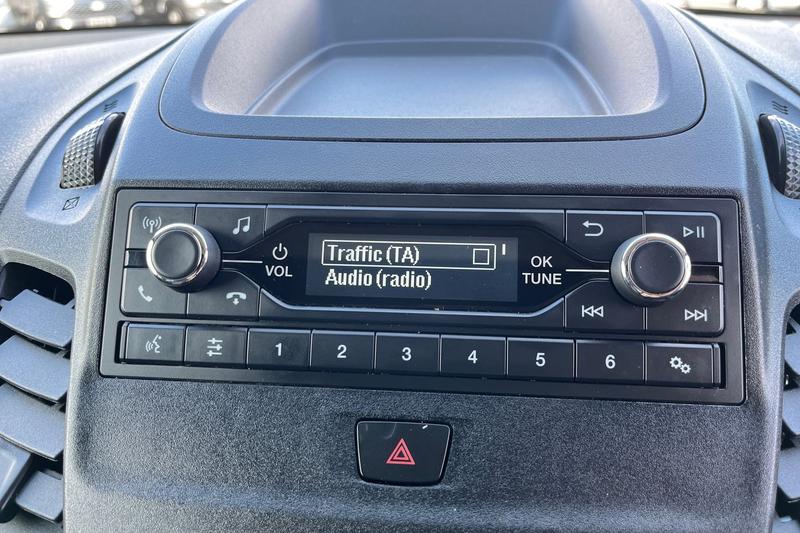 Traffic (TA)
Audio (radio)
VOL
OK
TUNE
1 2 3 4 5 6